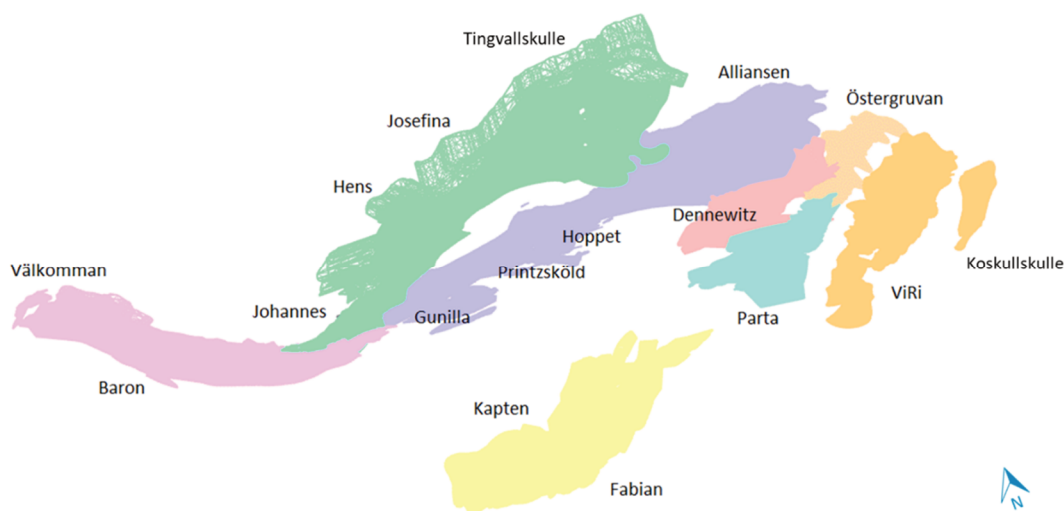 Tingvallskulle
Alliansen
Östergruvan
Josefina
Hens
Dennewitz
Hoppet
Koskullskulle
Välkomman
Printzsköld
ViRi
Johannes
Gunilla
Parta
Baron
Kapten
Fabian
N